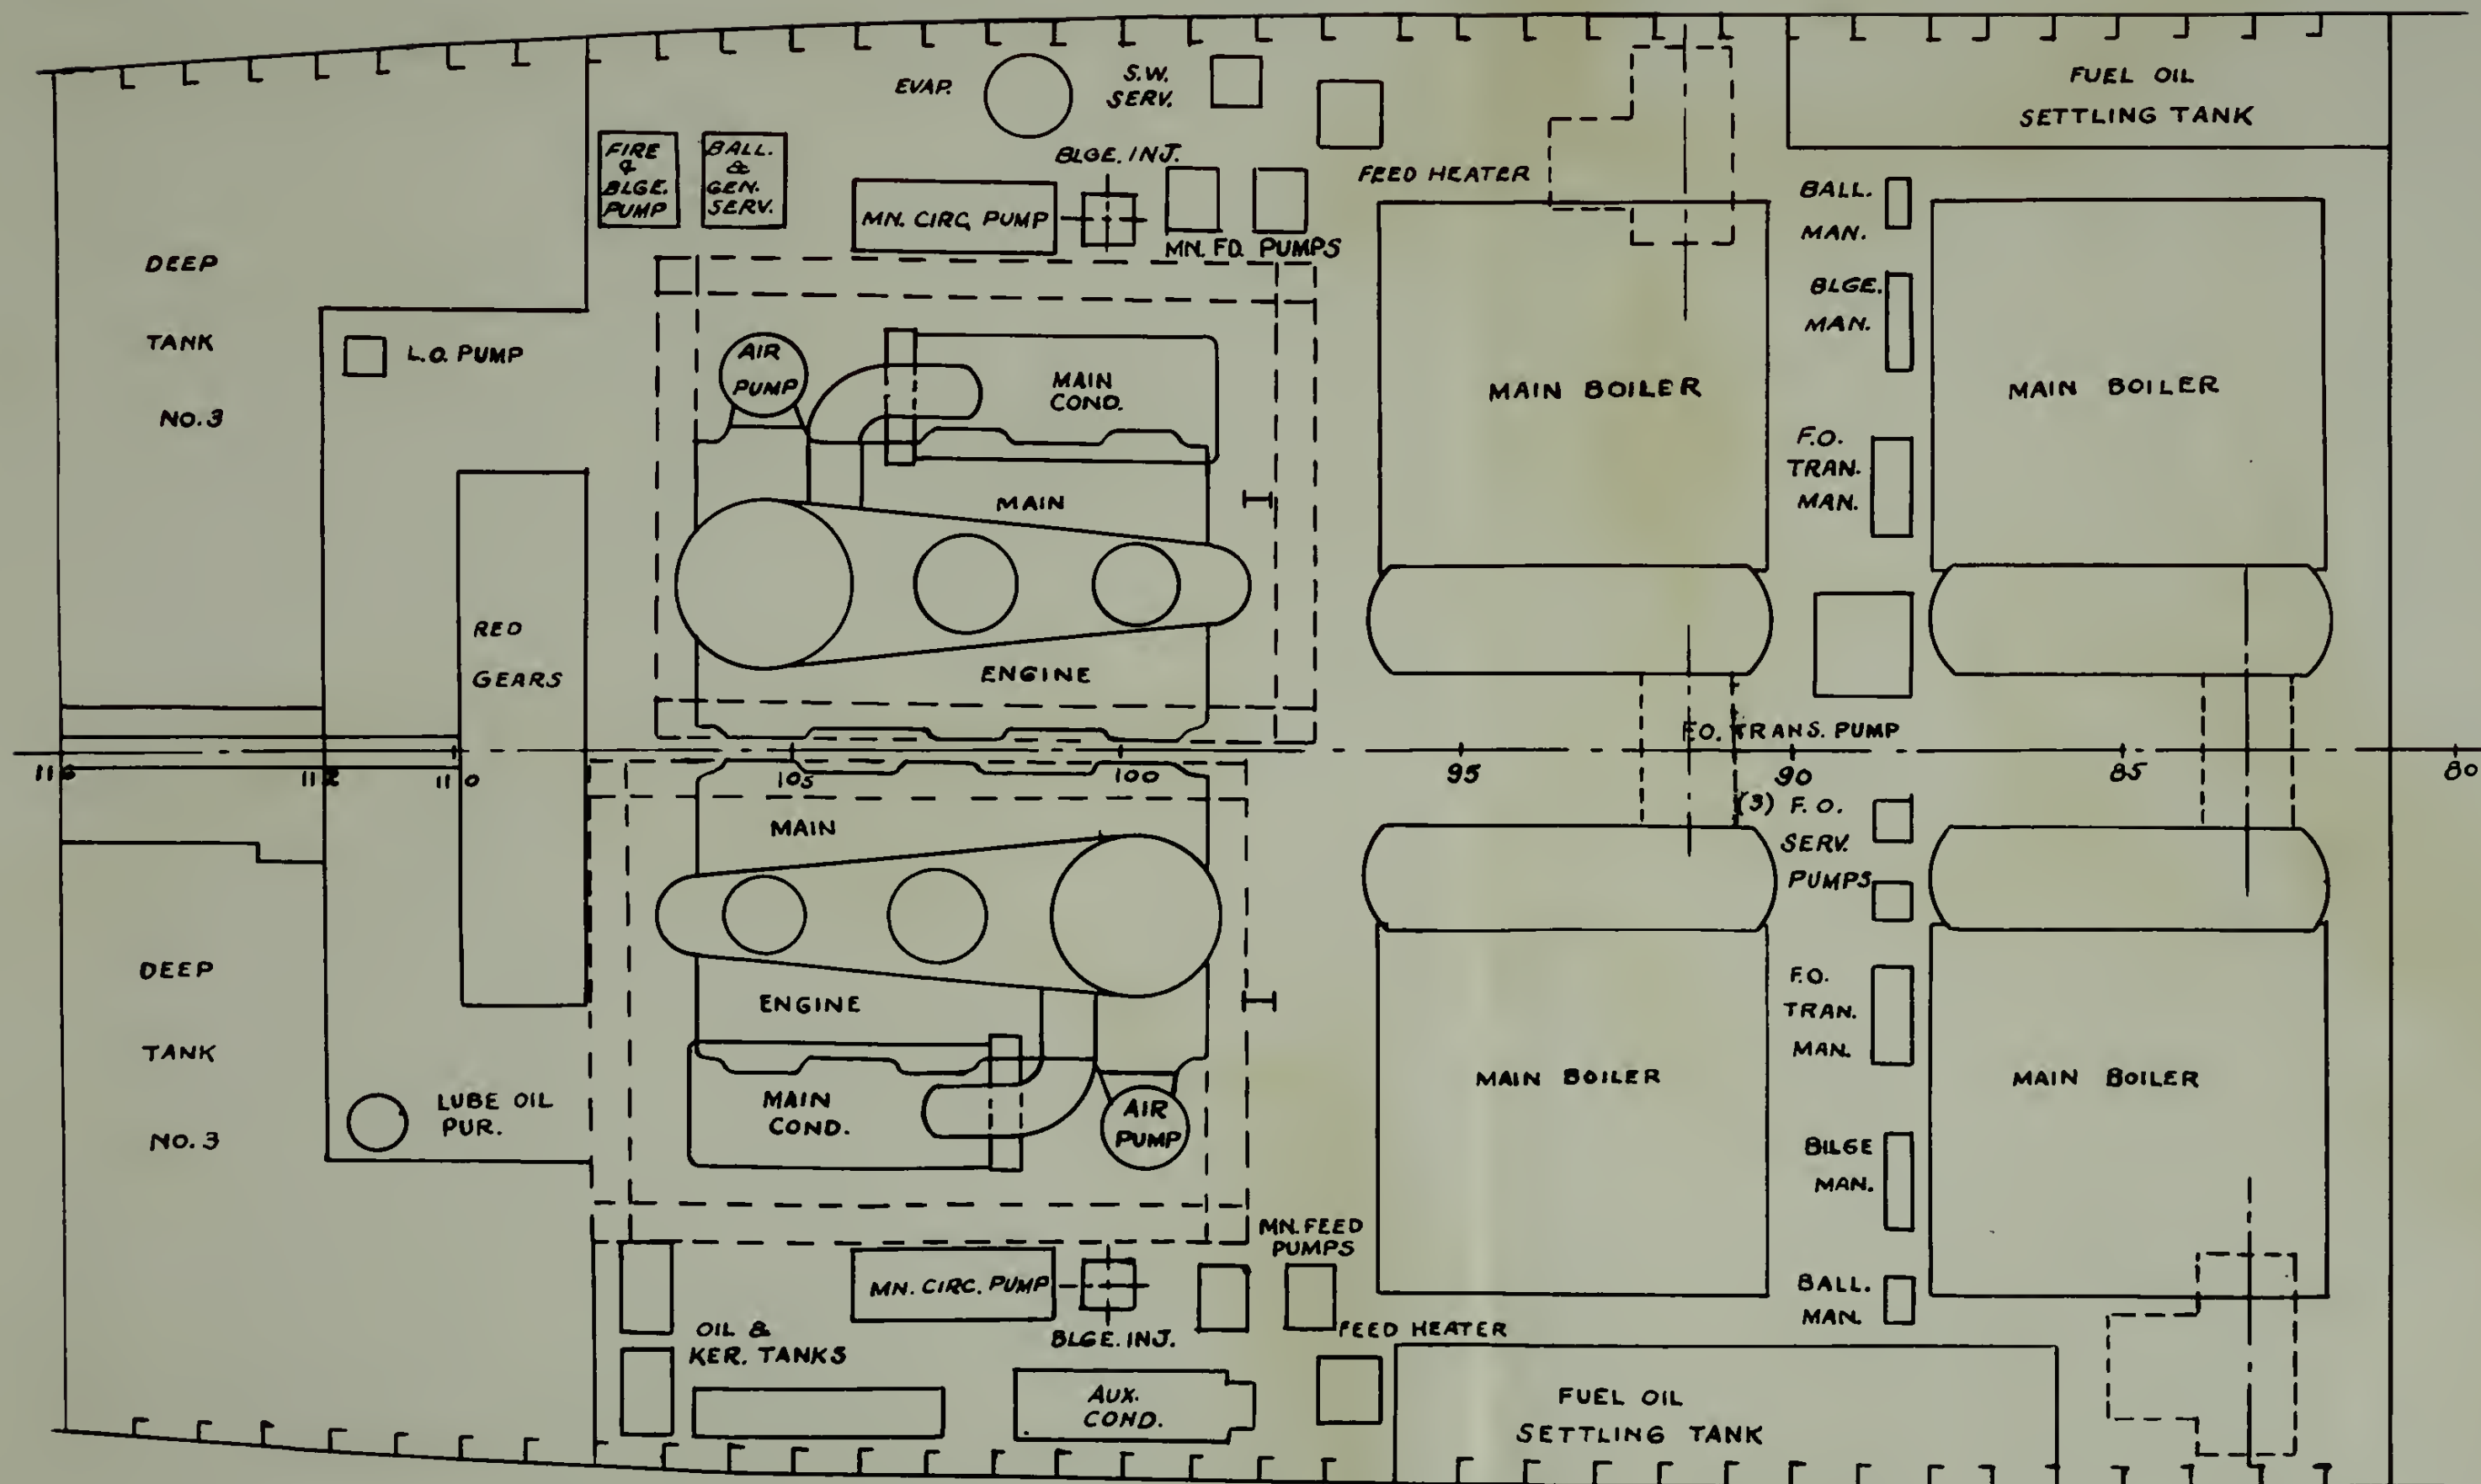 EVAP.
S.W.
SERV.
FUEL OIL
SETTLING TANK
FIRE
&
BLGE.
PUMP
BALL.
&
GEN.
SERV.
BLGE. INJ.
MN. CIRC. PUMP
MN. FD. PUMPS
FEED HEATER
BALL.
MAN.
BLGE.
MAN.
DEEP
TANK
NO. 3
L.O. PUMP
AIR
PUMP
MAIN
COND.
MAIN
ENGINE
MAIN BOILER
MAIN BOILER
F.O.
TRAN.
MAN.
RED
GEARS
F.O. TRANS. PUMP
116
112
110
105
100
95
90
85
80
MAIN
ENGINE
(3) F.O.
SERV.
PUMPS
DEEP
TANK
NO. 3
LUBE OIL
PUR.
MAIN
COND.
AIR
PUMP
MAIN BOILER
MAIN BOILER
F.O.
TRAN.
MAN.
BILGE
MAN.
BALL.
MAN.
MN. FEED
PUMPS
MN. CIRC. PUMP
BLGE. INJ.
OIL &
KER. TANKS
FEED HEATER
AUX.
COND.
FUEL OIL
SETTLING TANK